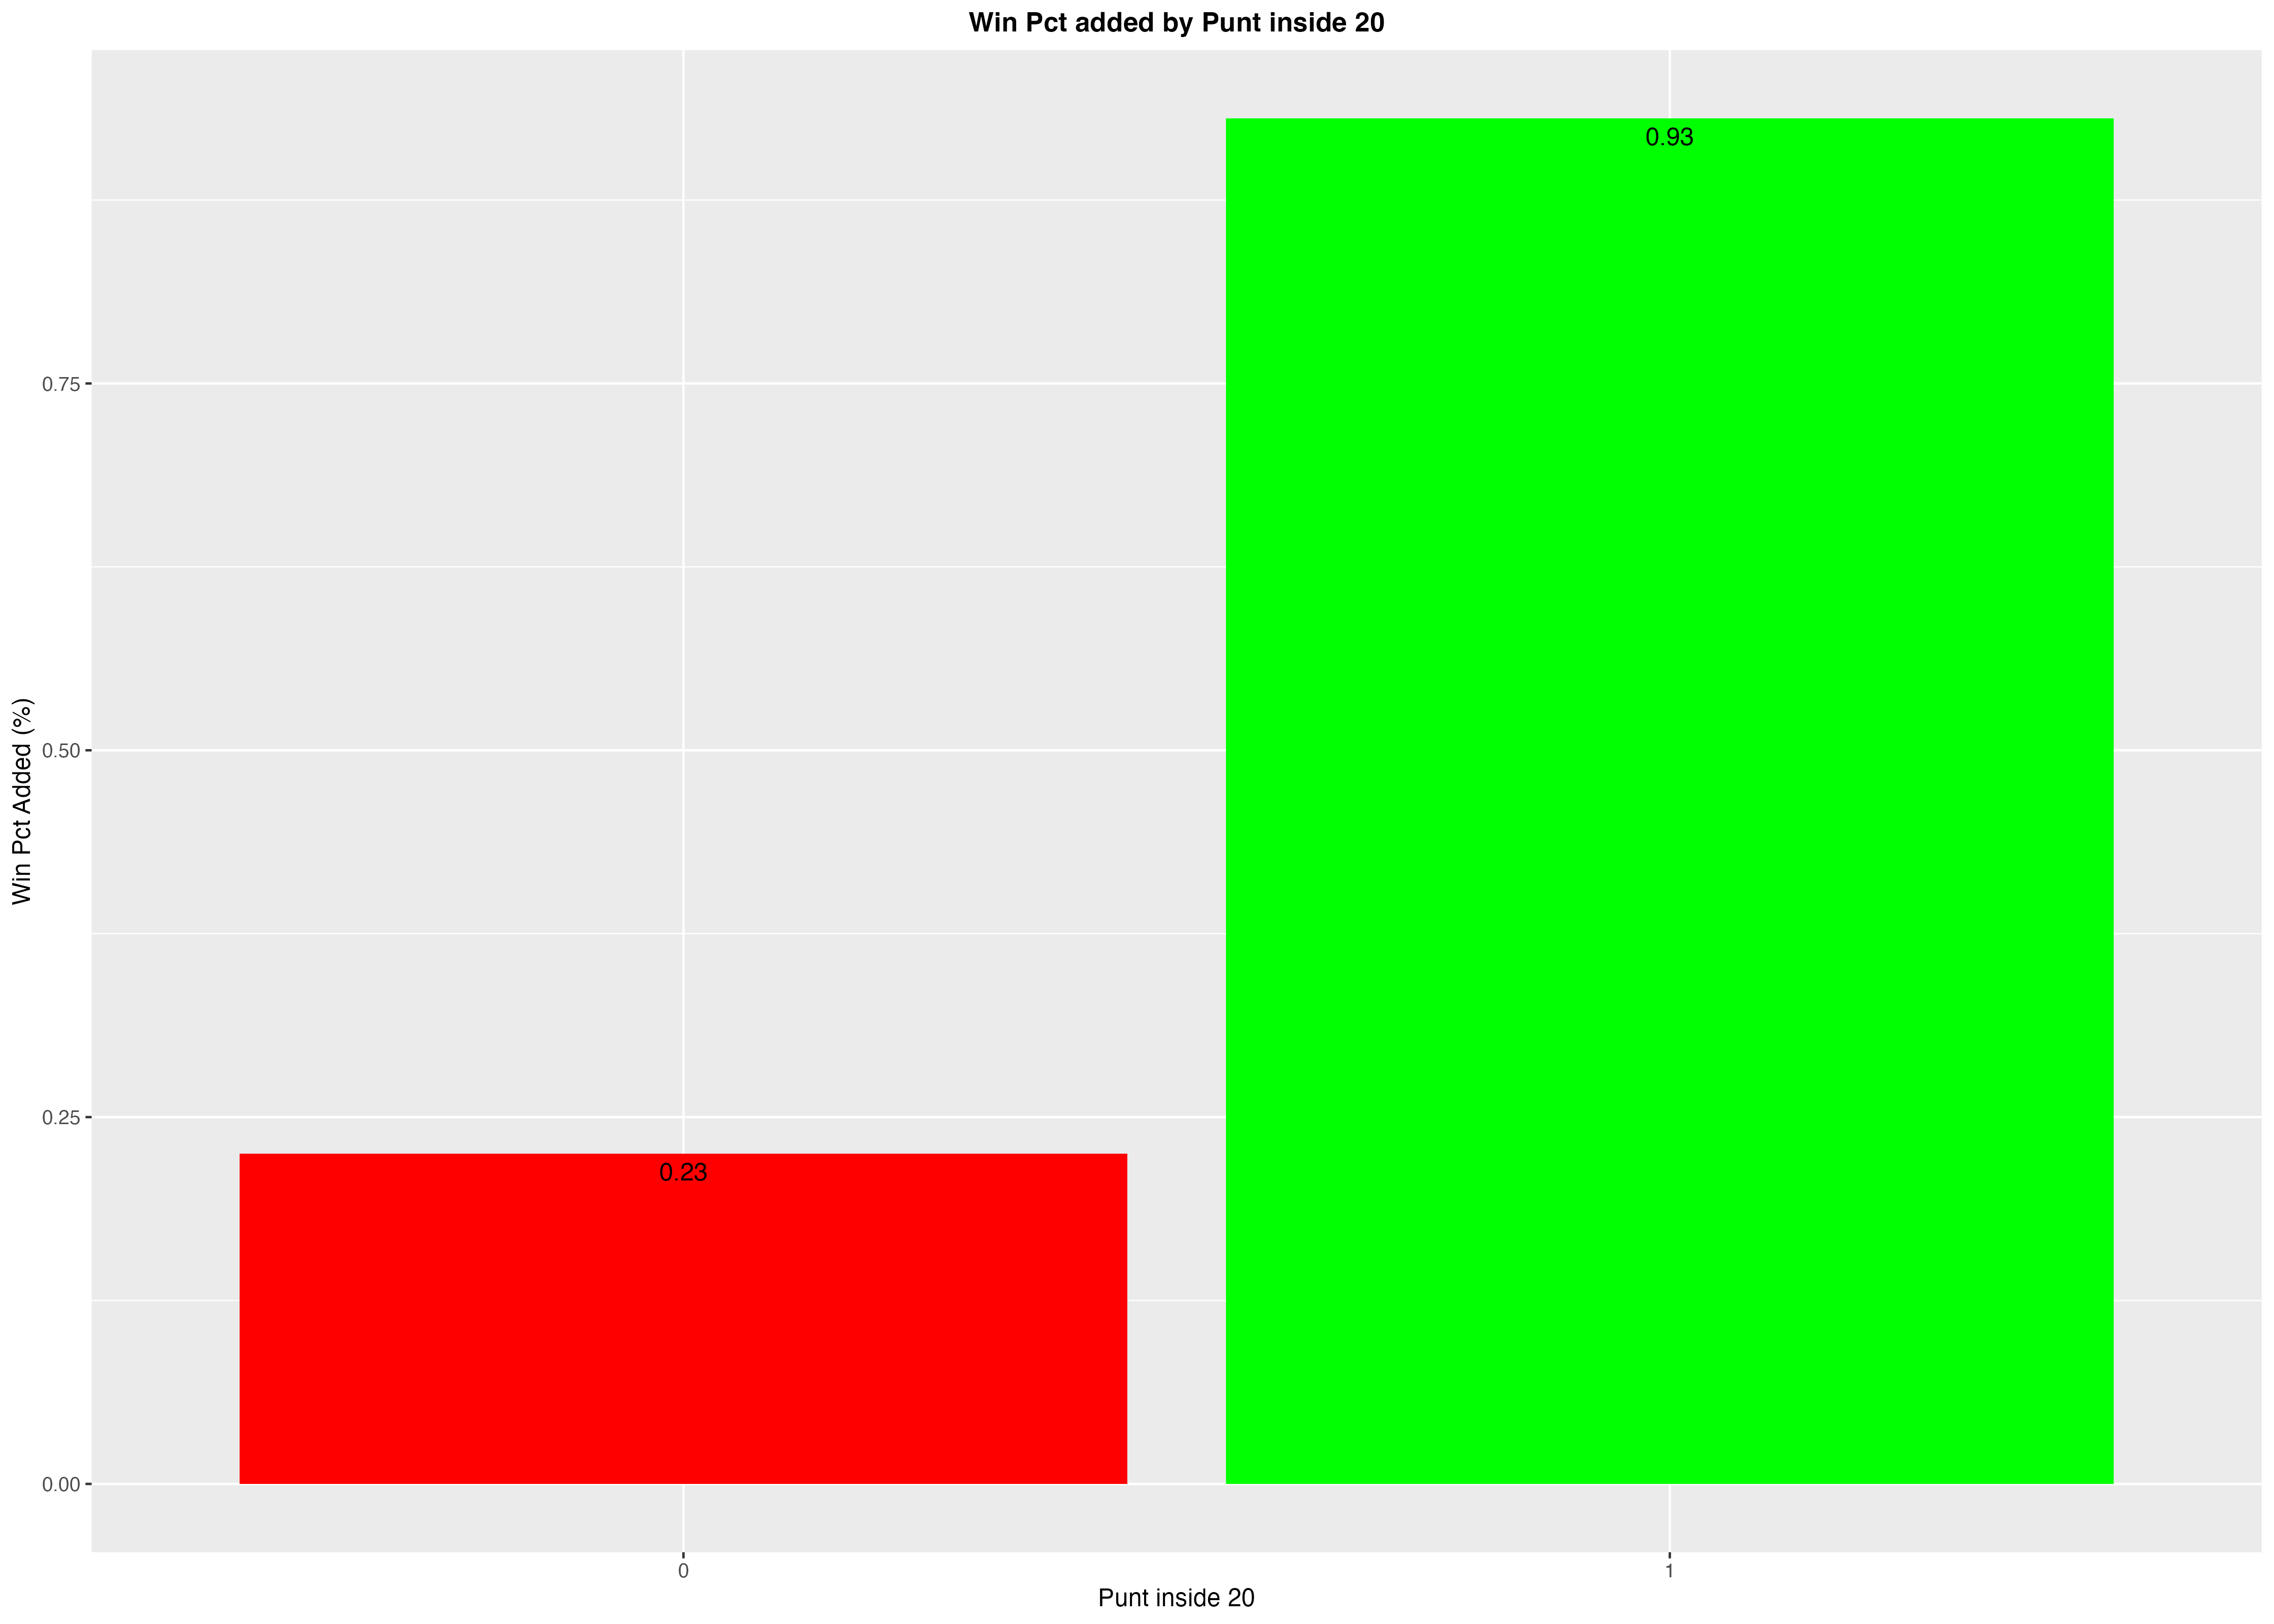 Win Pct added by Punt inside 20
Win Pct Added (%)
0.75
0.50
0.25
0.00
0.93
0.23
0
1
Punt inside 20